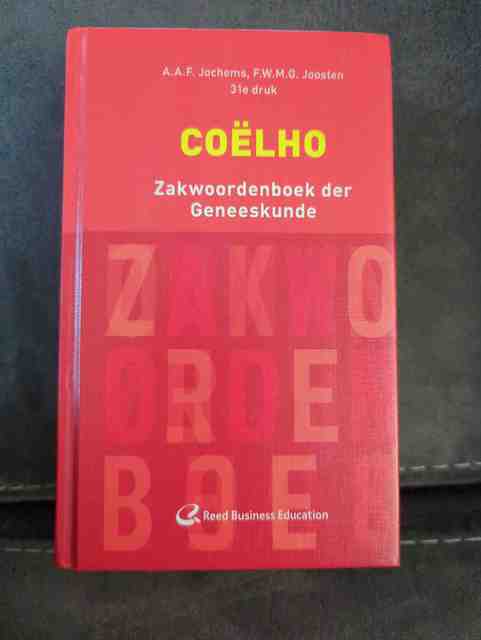 A.A.F. Jochems, F.W.M.G. Joosten
31e druk
COËLHO
Zakwoordenboek der
Geneeskunde
ZAKWO
ORDE
BOE
Reed Business Education